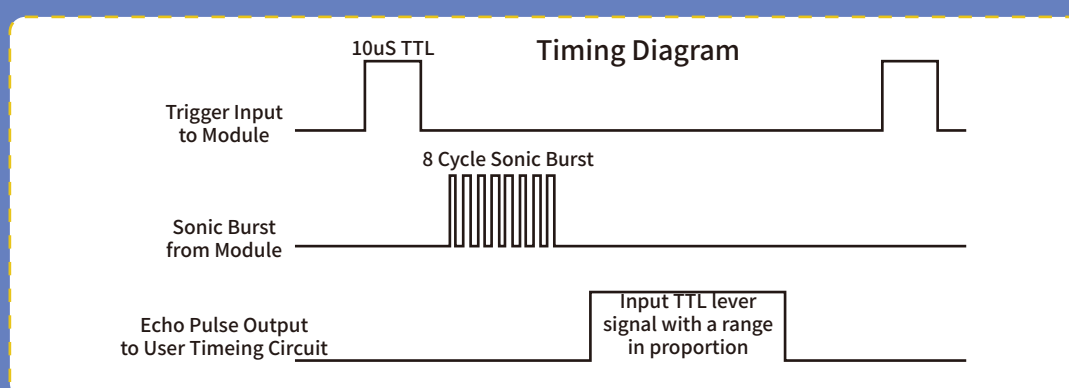 Timing Diagram
10uS TTL
Trigger Input
to Module
8 Cycle Sonic Burst
Sonic Burst
from Module
Input TTL lever
signal with a range
in proportion
Echo Pulse Output
to User Timeing Circuit